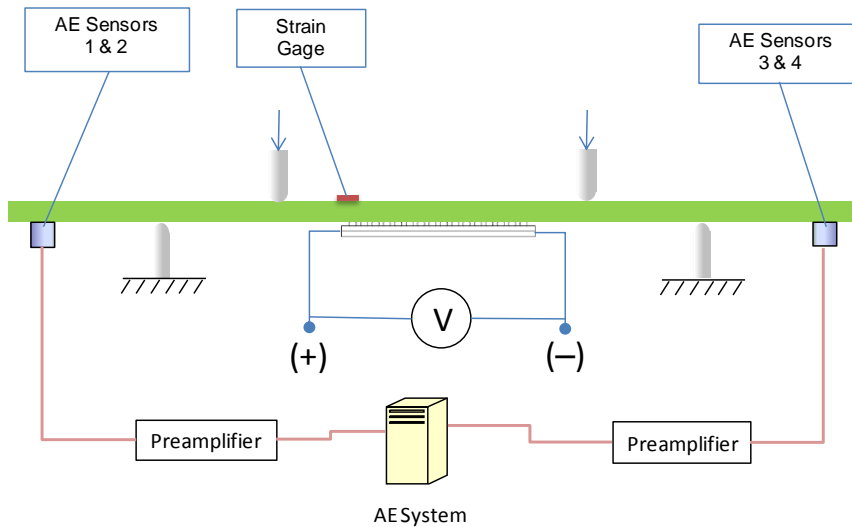 AE Sensors
1 & 2
Strain
Gage
AE Sensors
3 & 4
V
(+)
(—)
Preamplifier
Preamplifier
AE System